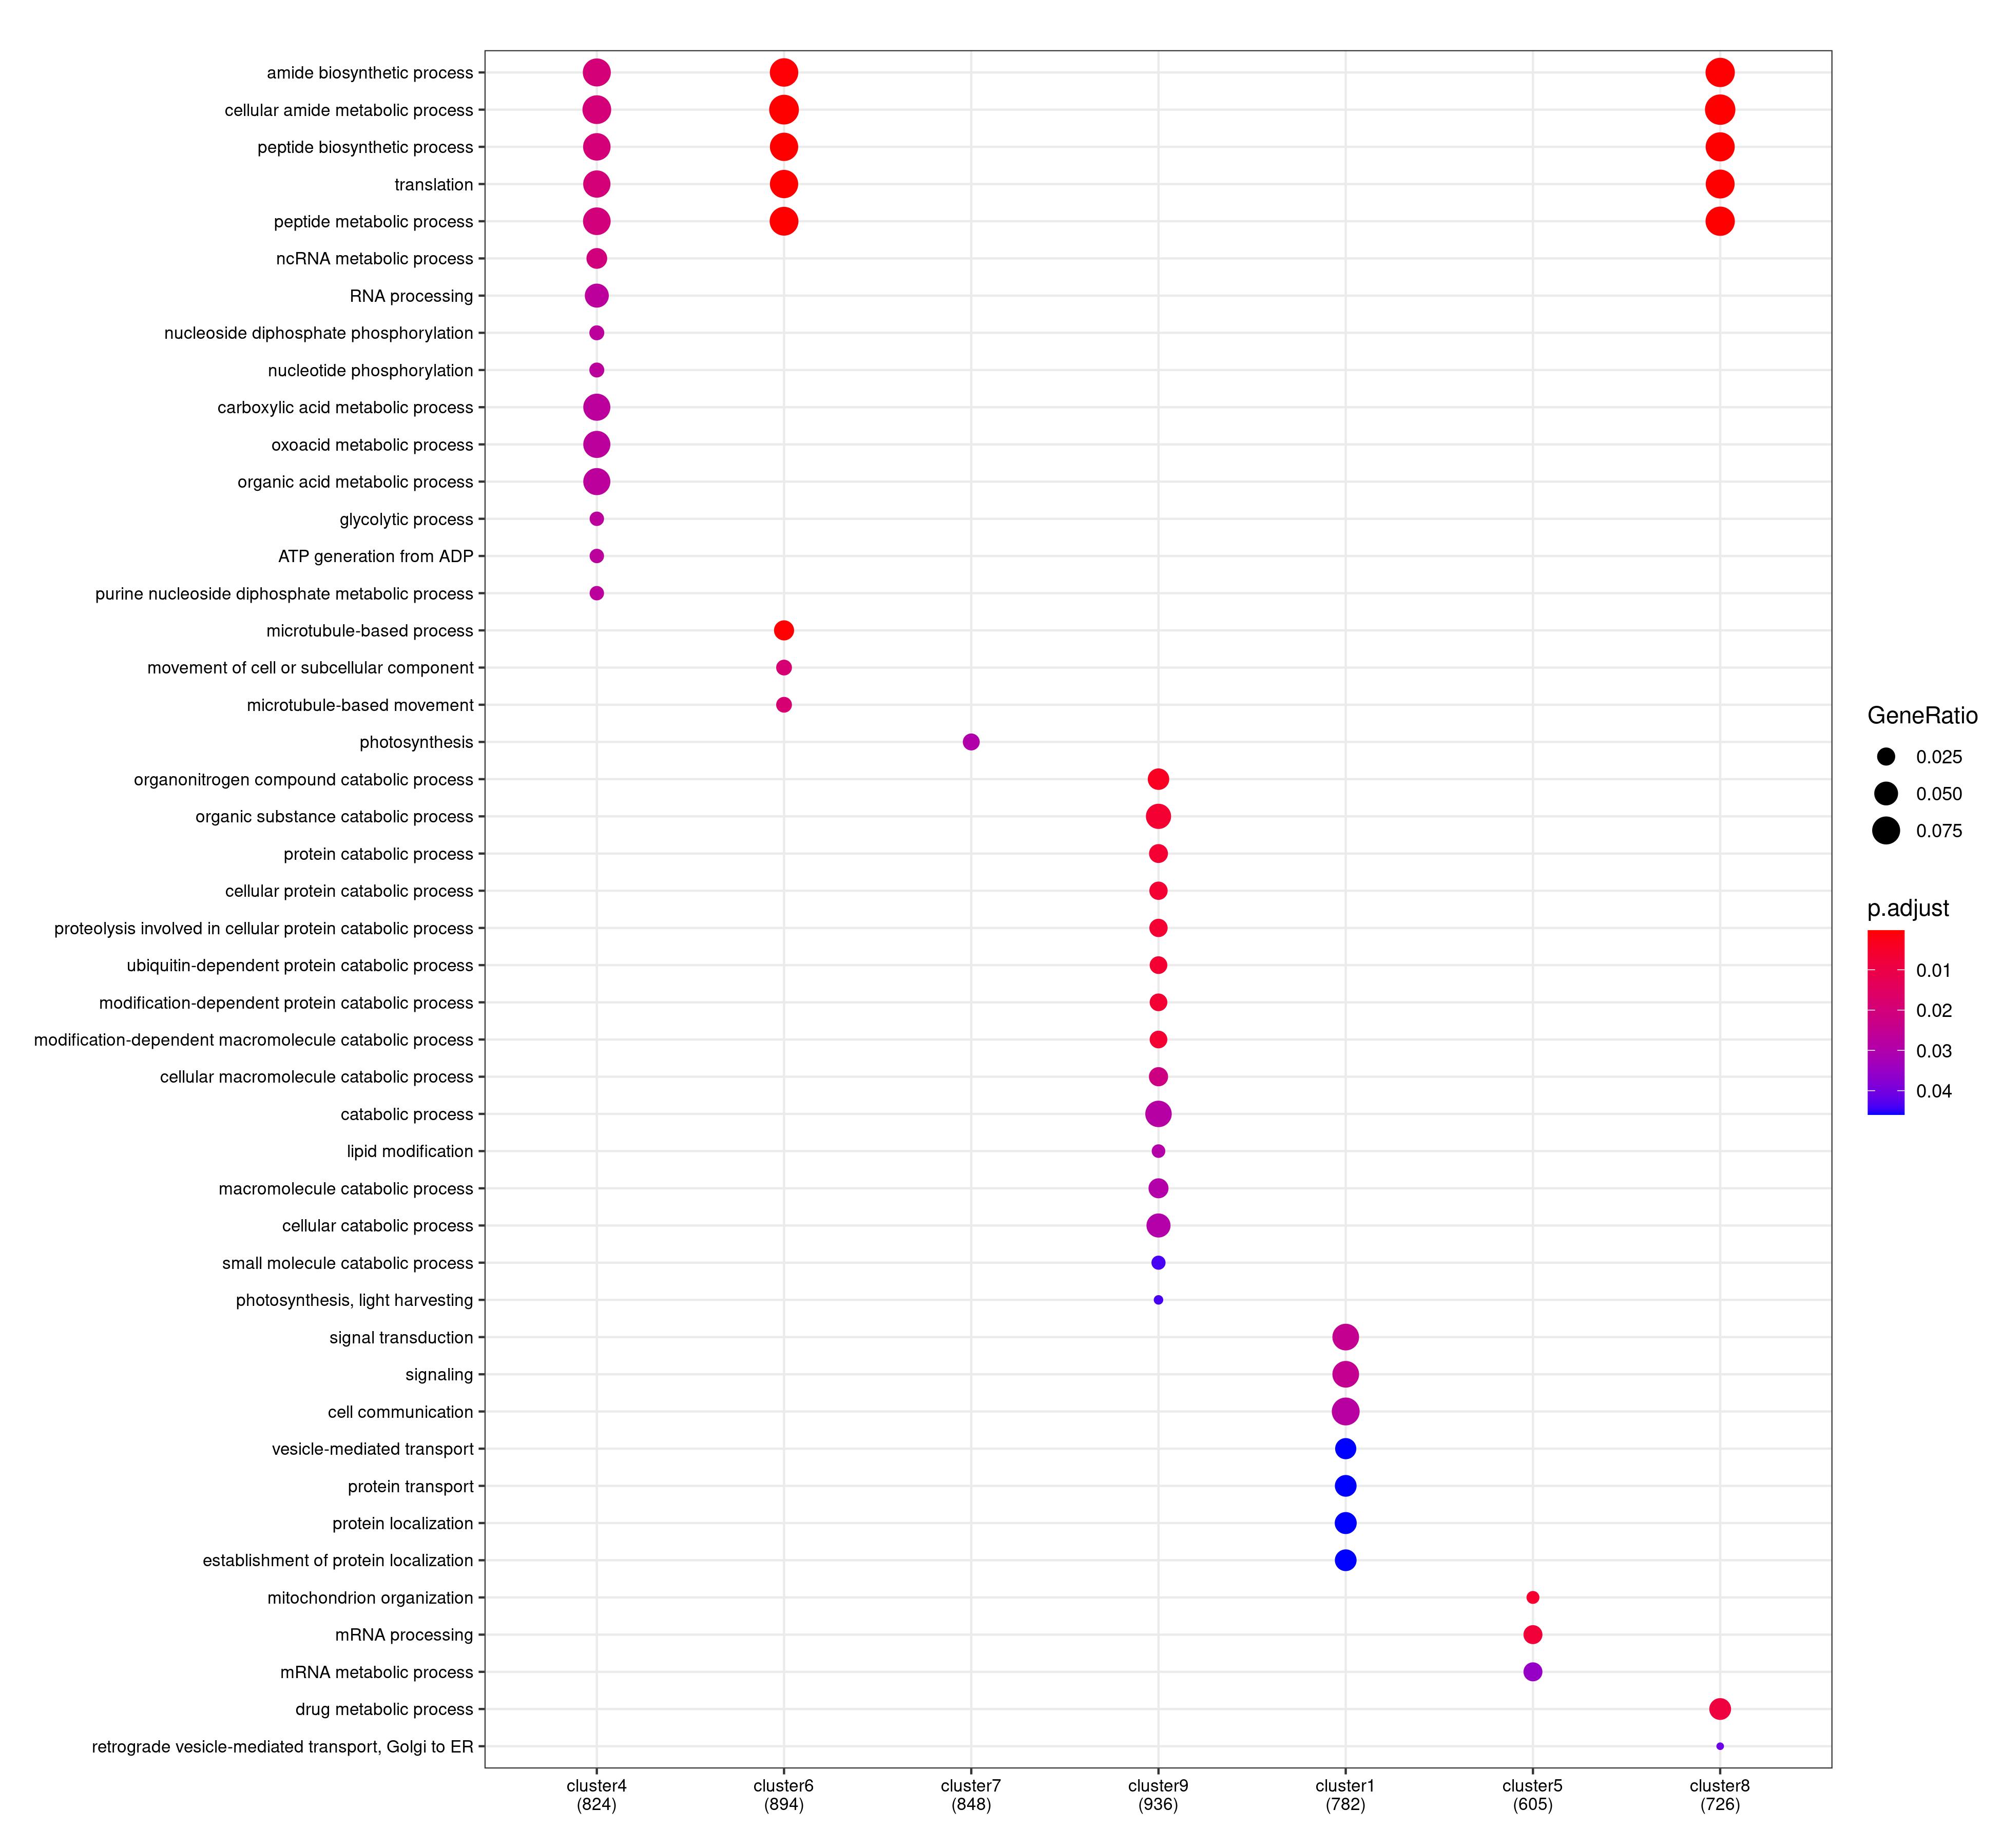 amide biosynthetic process
cellular amide metabolic process
peptide biosynthetic process
translation
peptide metabolic process
ncRNA metabolic process
RNA processing
nucleoside diphosphate phosphorylation
nucleotide phosphorylation
carboxylic acid metabolic process
oxoacid metabolic process
organic acid metabolic process
glycolytic process
ATP generation from ADP
purine nucleoside diphosphate metabolic process
microtubule-based process
movement of cell or subcellular component
microtubule-based movement
photosynthesis
organonitrogen compound catabolic process
organic substance catabolic process
protein catabolic process
cellular protein catabolic process
proteolysis involved in cellular protein catabolic process
ubiquitin-dependent protein catabolic process
modification-dependent protein catabolic process
modification-dependent macromolecule catabolic process
cellular macromolecule catabolic process
catabolic process
lipid modification
macromolecule catabolic process
cellular catabolic process
small molecule catabolic process
photosynthesis, light harvesting
signal transduction
signaling
cell communication
vesicle-mediated transport
protein transport
protein localization
establishment of protein localization
mitochondrion organization
mRNA processing
mRNA metabolic process
drug metabolic process
retrograde vesicle-mediated transport, Golgi to ER
cluster4
(824)
cluster6
(894)
cluster7
(848)
cluster9
(936)
cluster1
(782)
cluster5
(605)
cluster8
(726)
GeneRatio
0.025
0.050
0.075
p.adjust
0.01
0.02
0.03
0.04